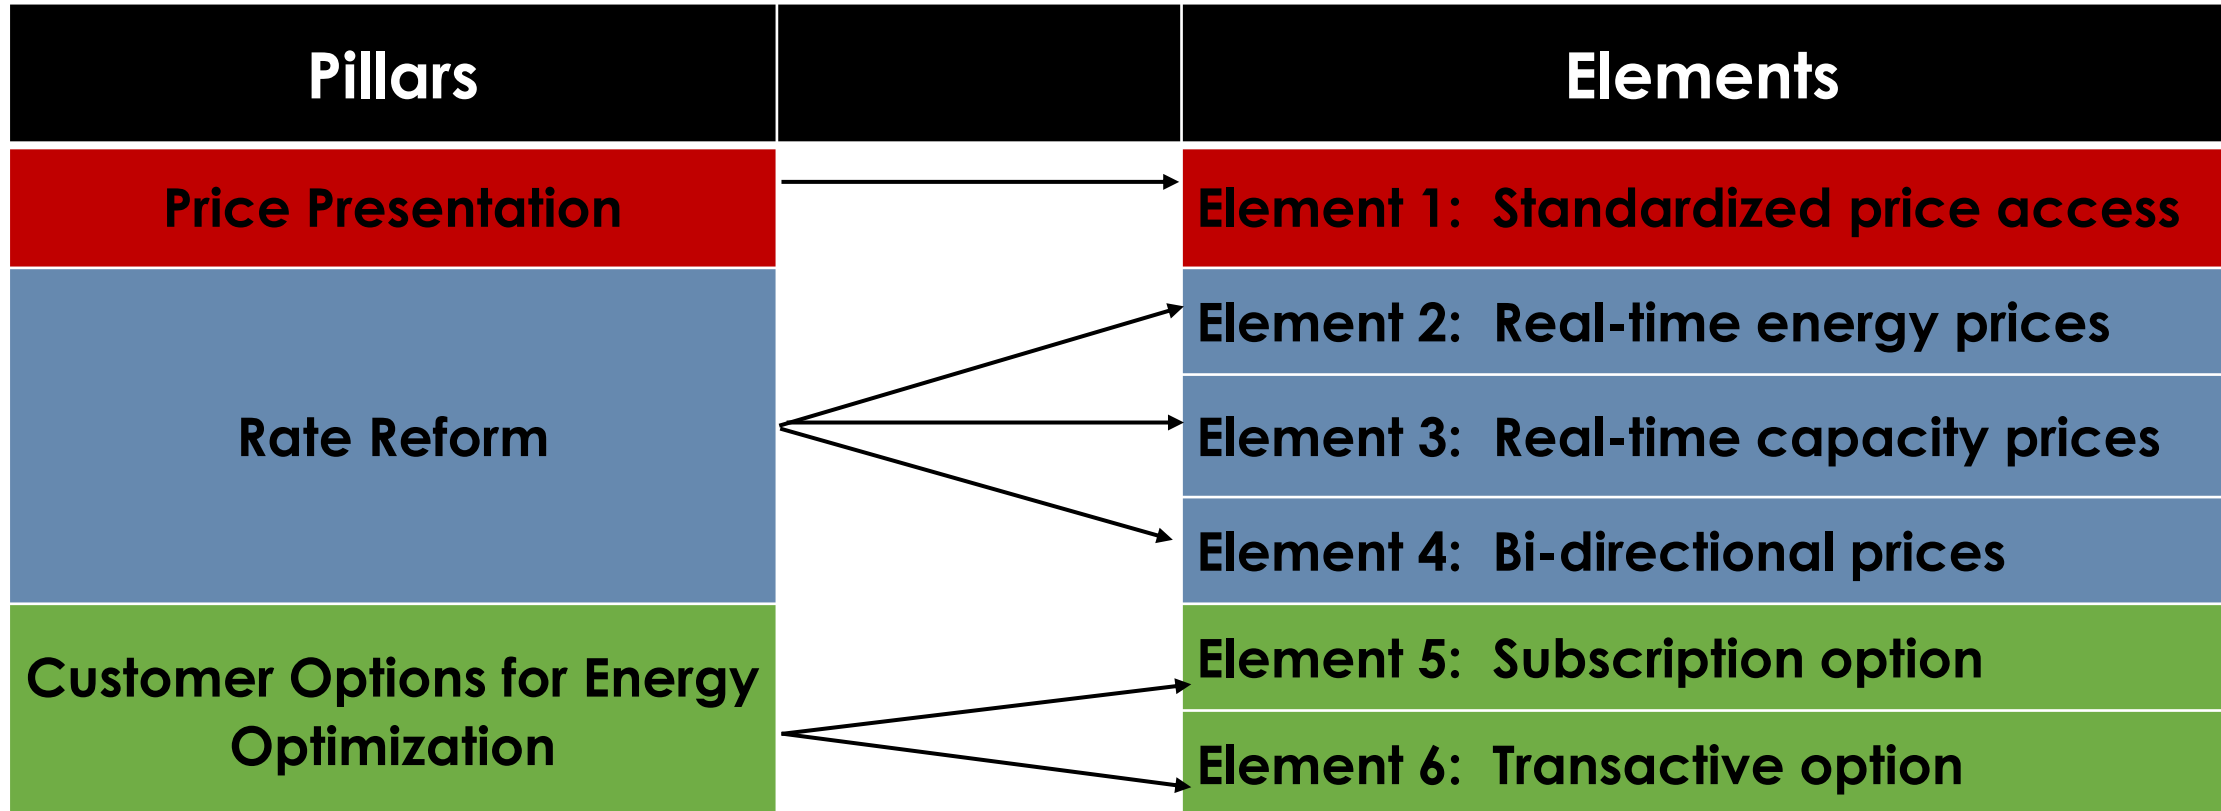 Pillars
Elements
Price Presentation
Element 1: Standardized price access
Rate Reform
Element 2: Real-time energy prices
Element 3: Real-time capacity prices
Element 4: Bi-directional prices
Customer Options for Energy
Optimization
Element 5: Subscription option
Element 6: Transactive option